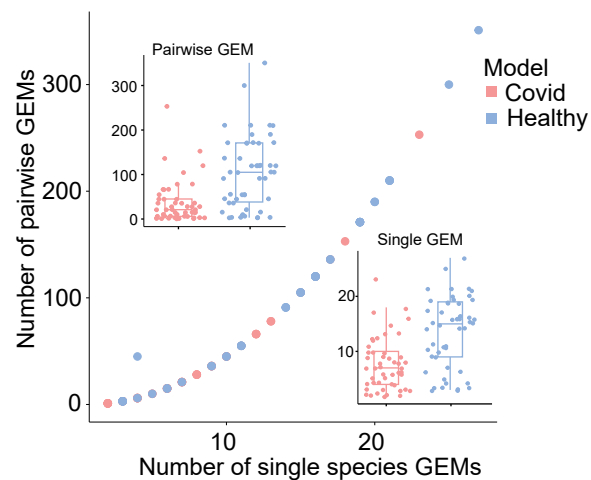 Pairwise GEM
300
200
100
0
Model
Covid
Healthy
Single GEM
20
10
Number of pairwise GEMs
300
200
100
0
10
20
Number of single species GEMs